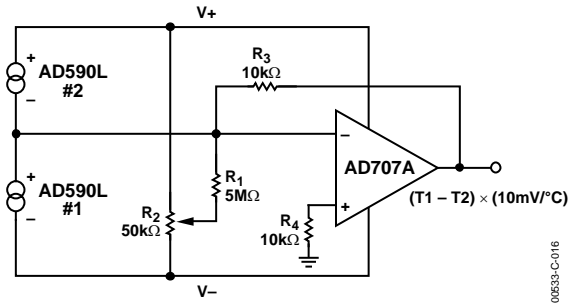 V+
+
AD590L
#2
–
R3
10kΩ
+
AD590L
#1
–
R1
5MΩ
R2
50kΩ
–
AD707A
+
R4
10kΩ
(T1 – T2) × (10mV/°C)
V–
00533-C-016